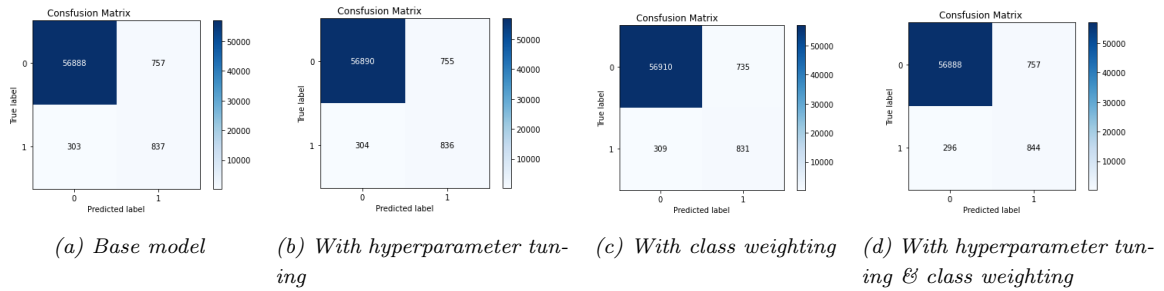 Consfusion Matrix
50000
0
56888
757
40000
True label
30000
20000
1
303
837
10000
0
1
Predicted label
(a) Base model
Consfusion Matrix
50000
0
56890
755
40000
True label
30000
20000
1
304
836
10000
0
1
Predicted label
(b) With hyperparameter tun-
ing
Consfusion Matrix
50000
0
56910
735
40000
True label
30000
20000
1
309
831
10000
0
1
Predicted label
(c) With class weighting
Consfusion Matrix
50000
0
56888
757
40000
True label
30000
20000
1
296
844
10000
0
1
Predicted label
(d) With hyperparameter tun-
ing & class weighting